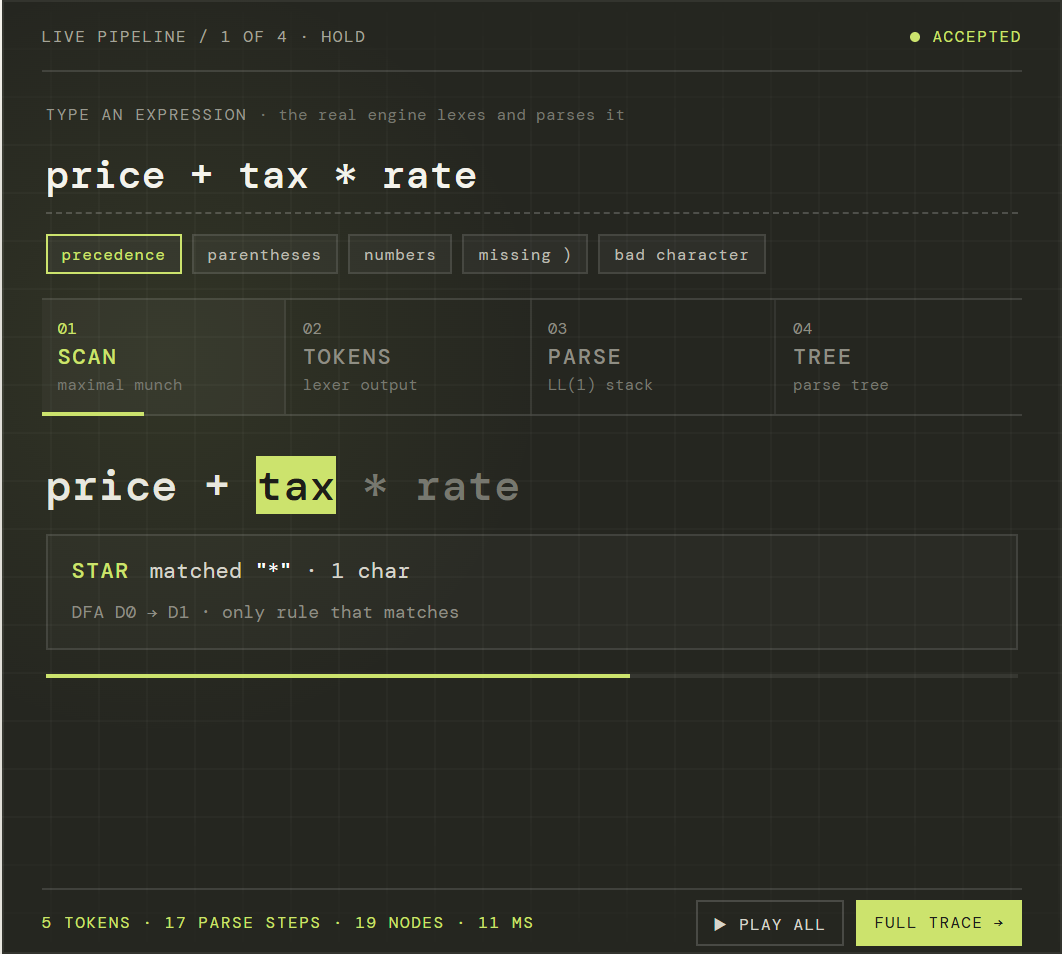 LIVE PIPELINE / 1 OF 4 · HOLD
● ACCEPTED
TYPE AN EXPRESSION · the real engine lexes and parses it
price + tax * rate
precedence parentheses numbers missing ) bad character
01
SCAN
maximal munch
02
TOKENS
lexer output
03
PARSE
LL(1) stack
04
TREE
parse tree
price + tax * rate
STAR matched "*" · 1 char
DFA D0 → D1 · only rule that matches
5 TOKENS · 17 PARSE STEPS · 19 NODES · 11 MS
▶ PLAY ALL
FULL TRACE →